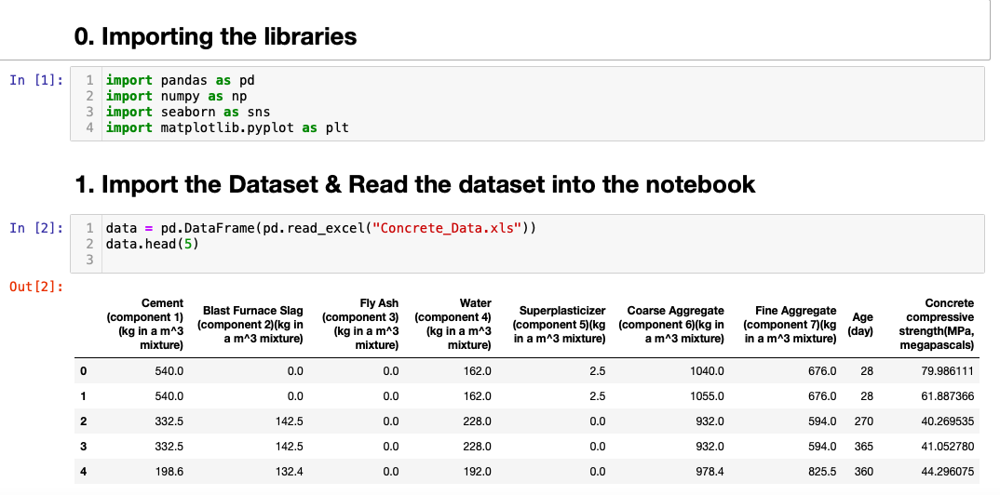 0. Importing the libraries
In [1]:
1 import pandas as pd
2 import numpy as np
3 import seaborn as sns
4 import matplotlib.pyplot as plt
1. Import the Dataset & Read the dataset into the notebook
In [2]:
1 data = pd.DataFrame(pd.read_excel("Concrete_Data.xls"))
2 data.head(5)
3
Out[2]:
Cement
(component 1)
(kg in a m^3
mixture)
Blast Furnace Slag
(component 2)(kg in
a m^3 mixture)
Fly Ash
(component 3)
(kg in a m^3
mixture)
Water
(component 4)
(kg in a m^3
mixture)
Superplasticizer
(component 5)(kg
in a m^3 mixture)
Coarse Aggregate
(component 6)(kg in
a m^3 mixture)
Fine Aggregate
(component 7)(kg
in a m^3 mixture)
Age
(day)
Concrete
compressive
strength(MPa,
megapascals)
0 540.0 0.0 0.0 162.0 2.5 1040.0 676.0 28 79.986111
1 540.0 0.0 0.0 162.0 2.5 1055.0 676.0 28 61.887366
2 332.5 142.5 0.0 228.0 0.0 932.0 594.0 270 40.269535
3 332.5 142.5 0.0 228.0 0.0 932.0 594.0 365 41.052780
4 198.6 132.4 0.0 192.0 0.0 978.4 825.5 360 44.296075